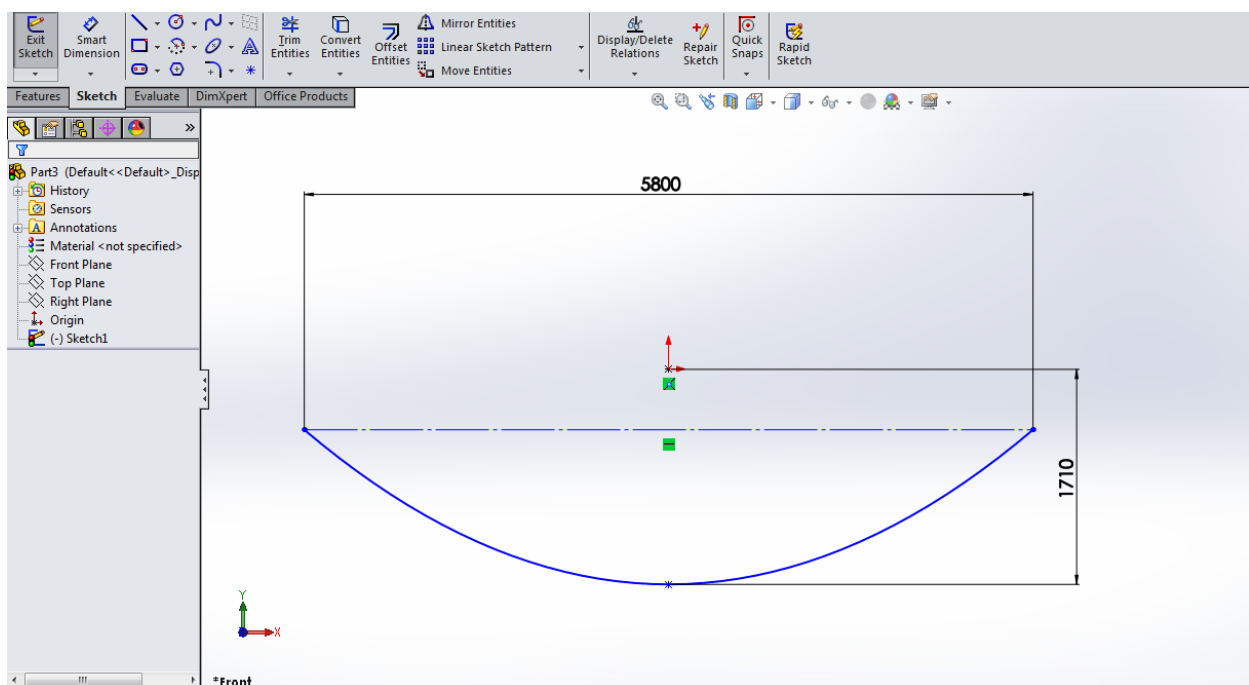 Exit Sketch
Smart Dimension
Trim Entities
Convert Entities
Offset Entities
Mirror Entities
Linear Sketch Pattern
Move Entities
Display/Delete Relations
Repair Sketch
Quick Snaps
Rapid Sketch
Features Sketch Evaluate DimXpert Office Products
»
Part3 (Default<<Default>_Disp
History
Sensors
A Annotations
Material <not specified>
Front Plane
Top Plane
Right Plane
Origin
(-) Sketch1
5800
1710
Y
X
*Front